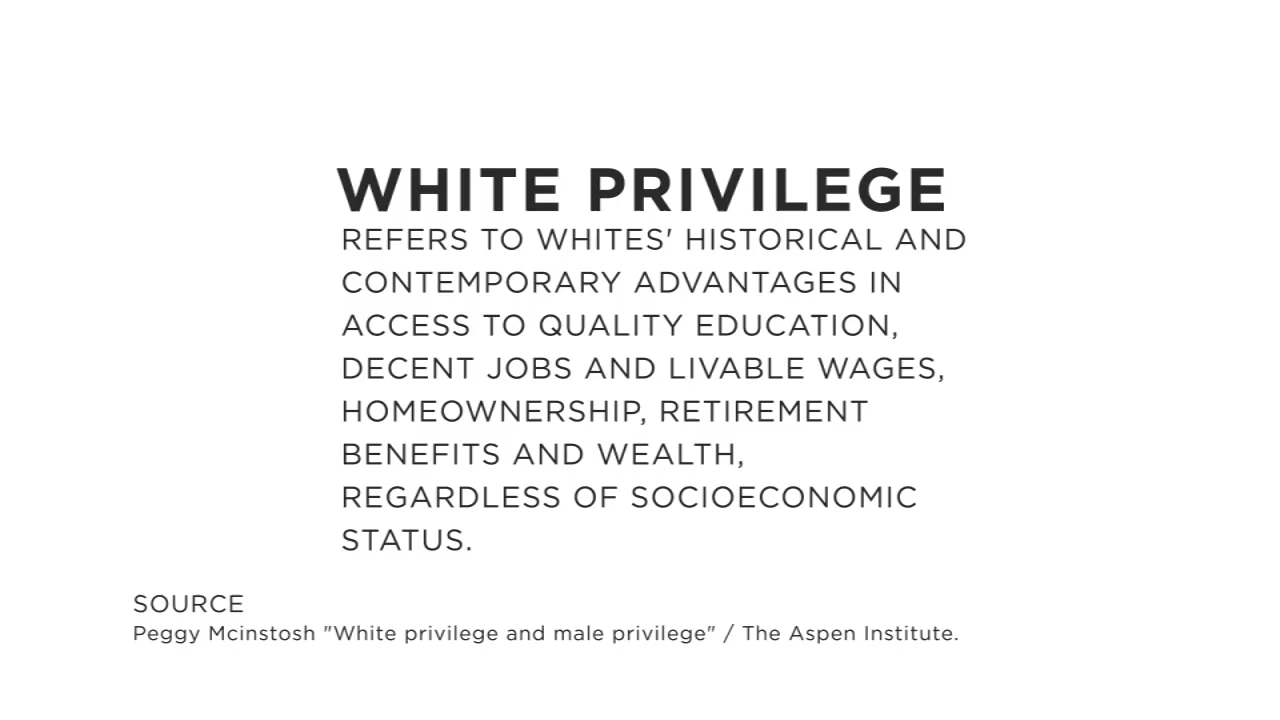 WHITE PRIVILEGE
REFERS TO WHITES' HISTORICAL AND
CONTEMPORARY ADVANTAGES IN
ACCESS TO QUALITY EDUCATION,
DECENT JOBS AND LIVABLE WAGES,
HOMEOWNERSHIP, RETIREMENT
BENEFITS AND WEALTH,
REGARDLESS OF SOCIOECONOMIC
STATUS.
SOURCE
Peggy Mcinstosh "White privilege and male privilege" / The Aspen Institute.